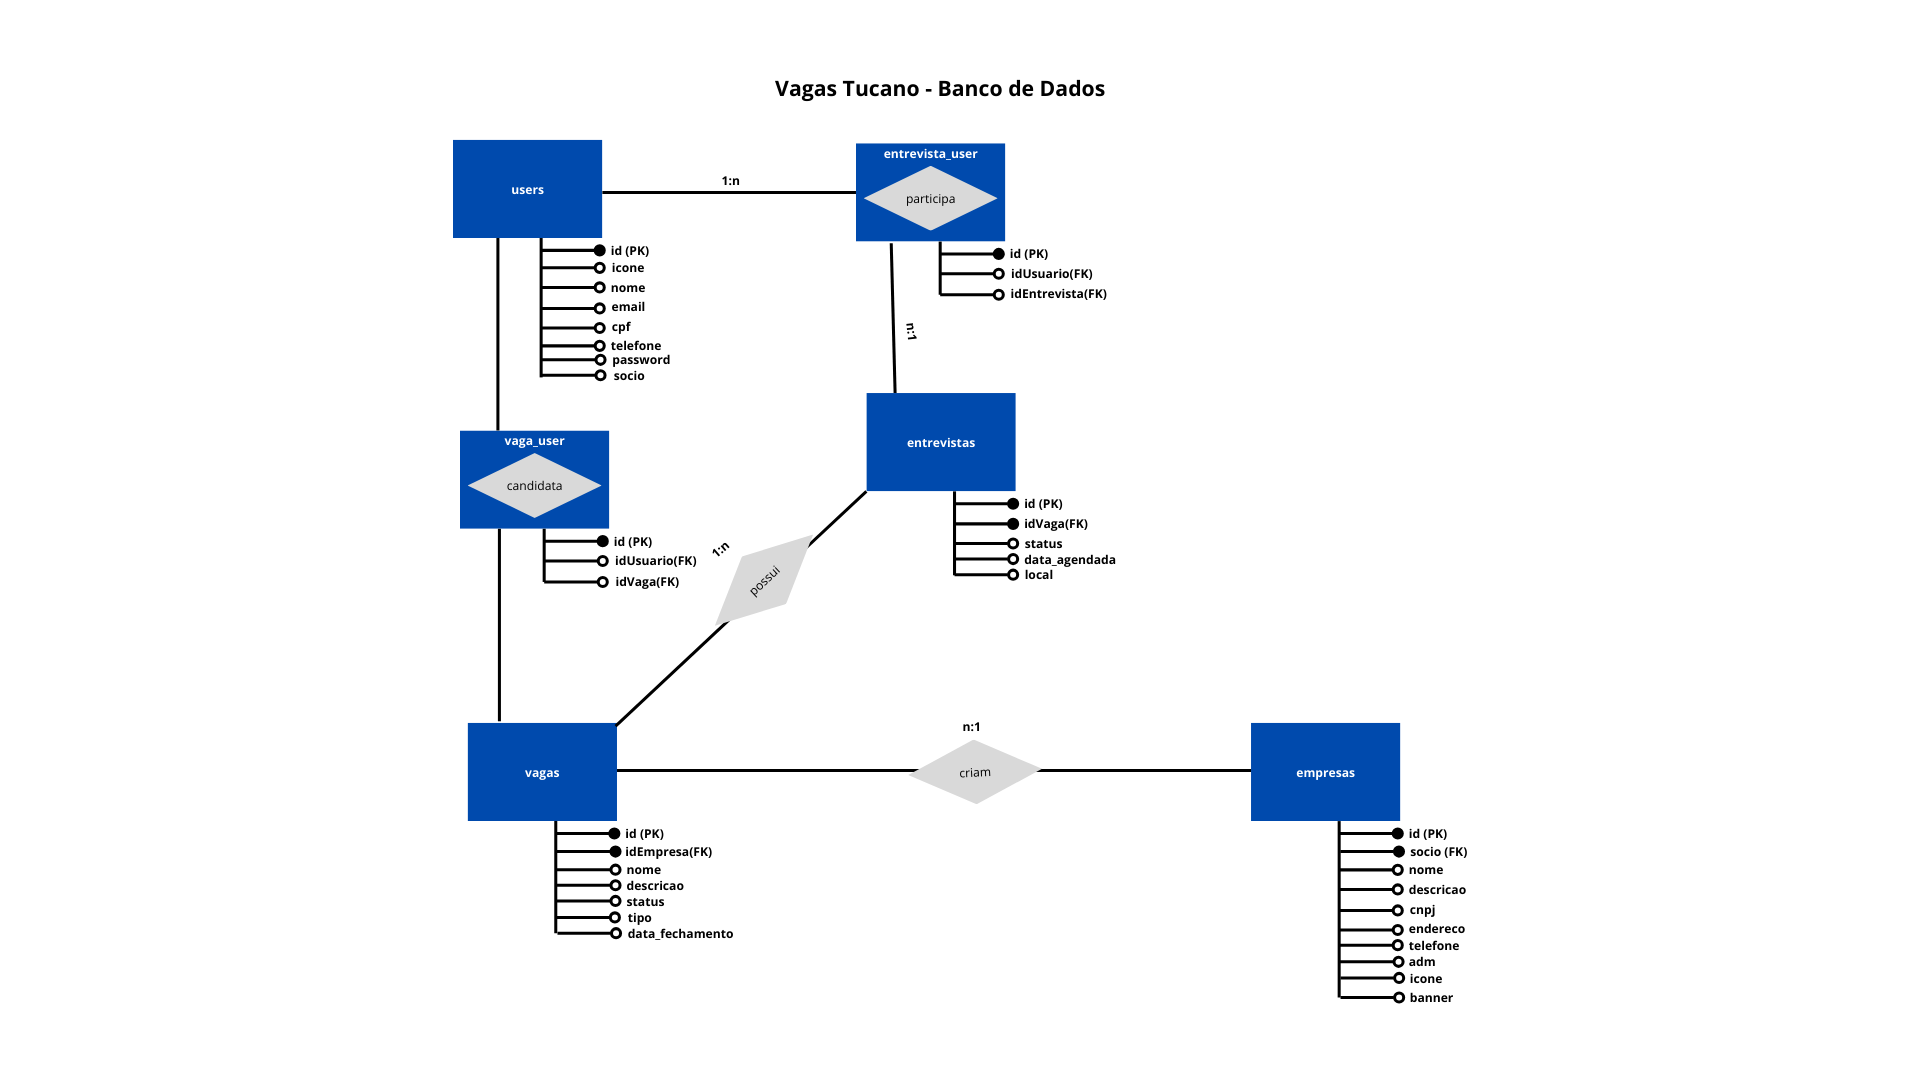 Vagas Tucano - Banco de Dados
users
1:n
entrevista_user
participa
id (PK)
icone
nome
email
cpf
telefone
password
socio
id (PK)
idUsuario(FK)
idEntrevista(FK)
n:1
entrevistas
vaga_user
candidata
id (PK)
idUsuario(FK)
idVaga(FK)
id (PK)
idVaga(FK)
status
data_agendada
local
1:n
possui
vagas
n:1
criam
empresas
id (PK)
idEmpresa(FK)
nome
descricao
status
tipo
data_fechamento
id (PK)
socio (FK)
nome
descricao
cnpj
endereco
telefone
adm
icone
banner